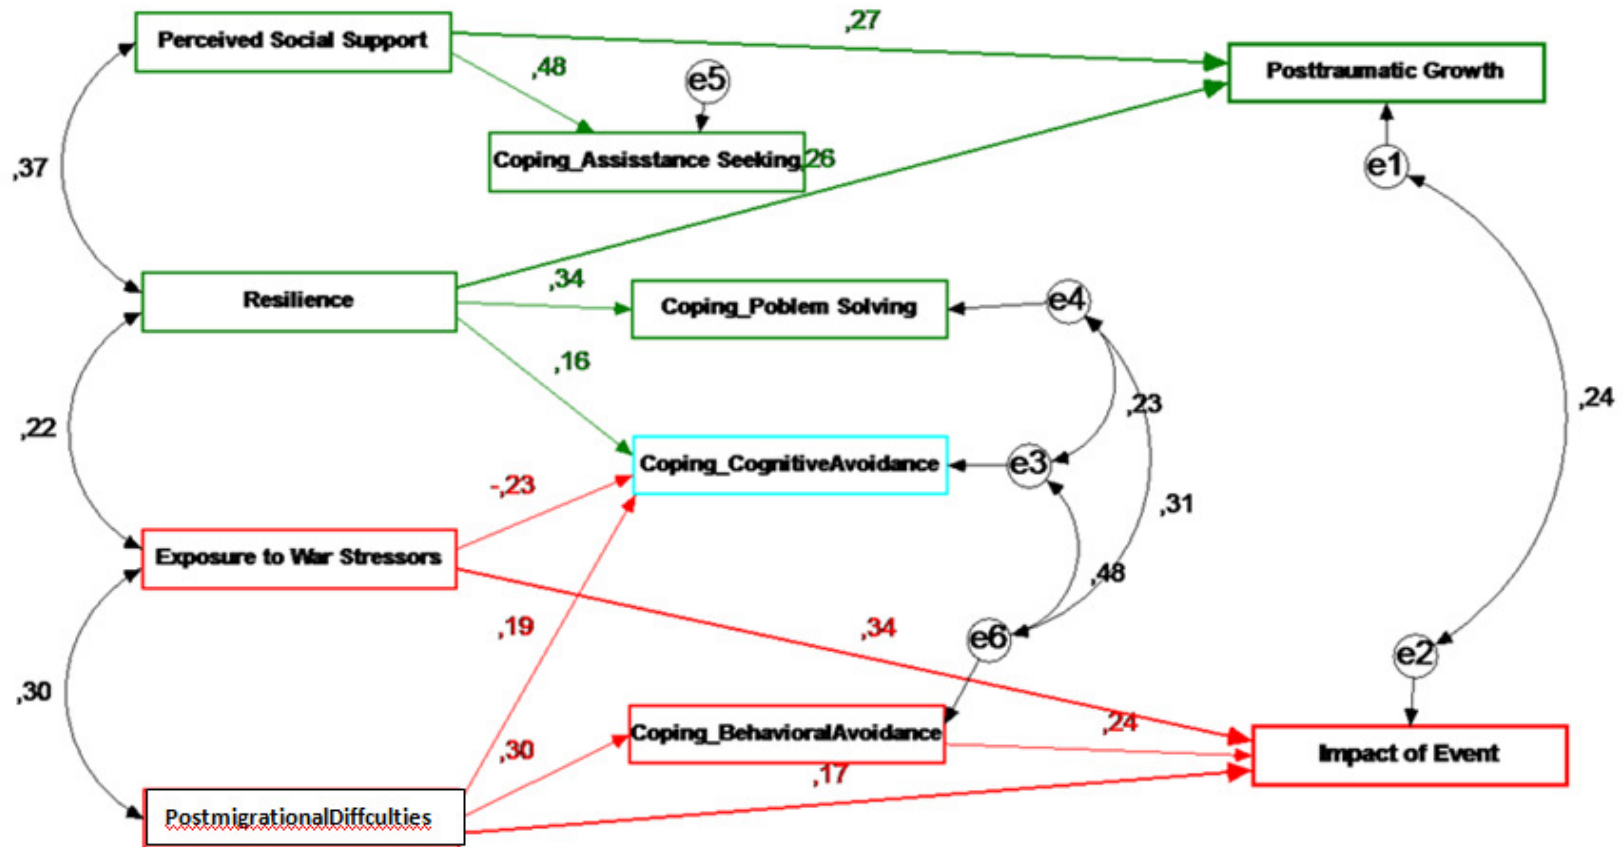 Perceived Social Support
,27
Posttraumatic Growth
,48
e5
Coping_Assisstance Seeking
,26
e1
,37
Resilience
,34
Coping_Poblem Solving
e4
,16
,23
,24
,22
Coping_CognitiveAvoidance
e3
-,23
,31
Exposure to War Stressors
,48
,19
,34
e6
e2
,30
Coping_BehavioralAvoidance
,24
,30
Impact of Event
,17
PostmigrationalDiffculties